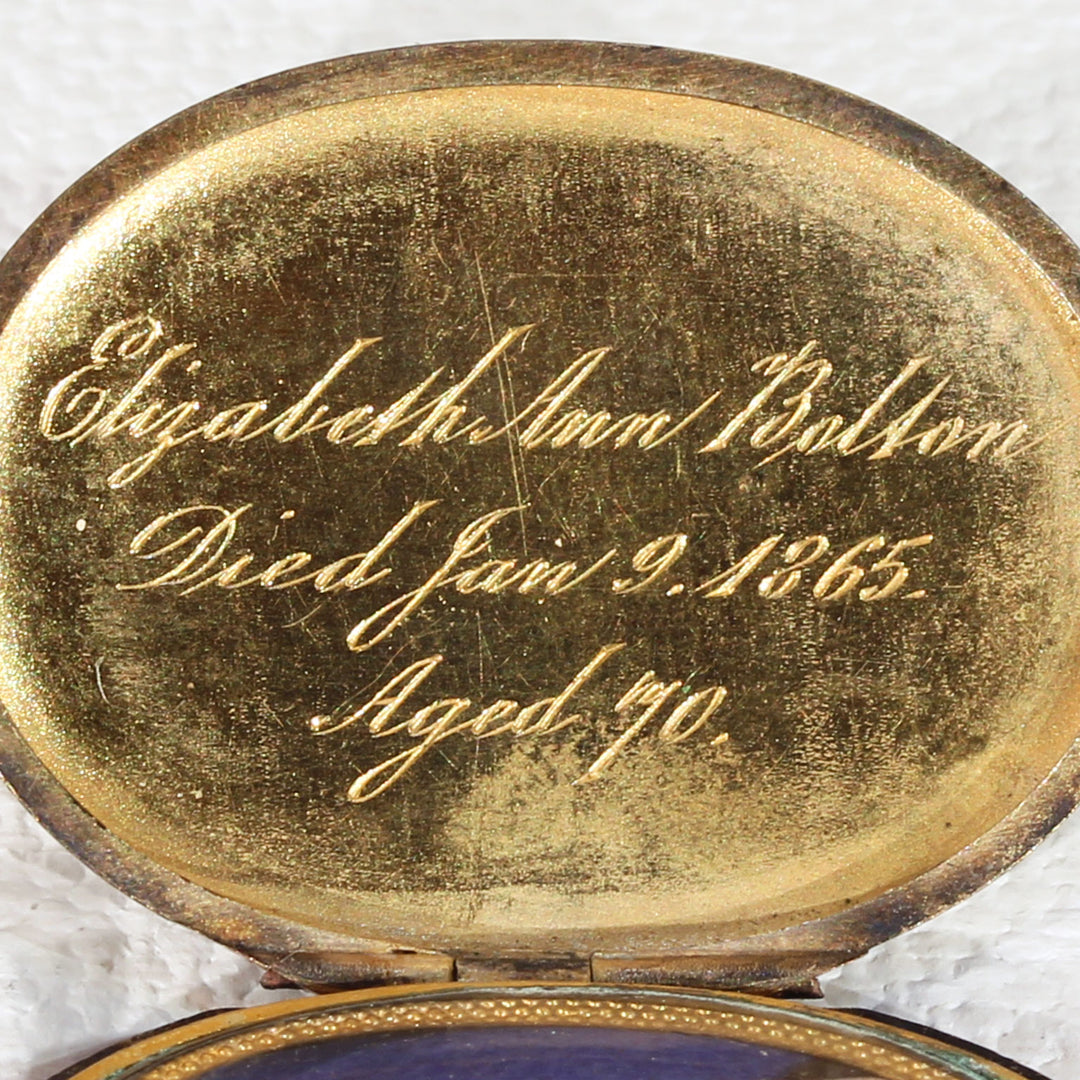 Elizabeth Ann Bolton
Died Jan 9. 1865.
Aged 70.